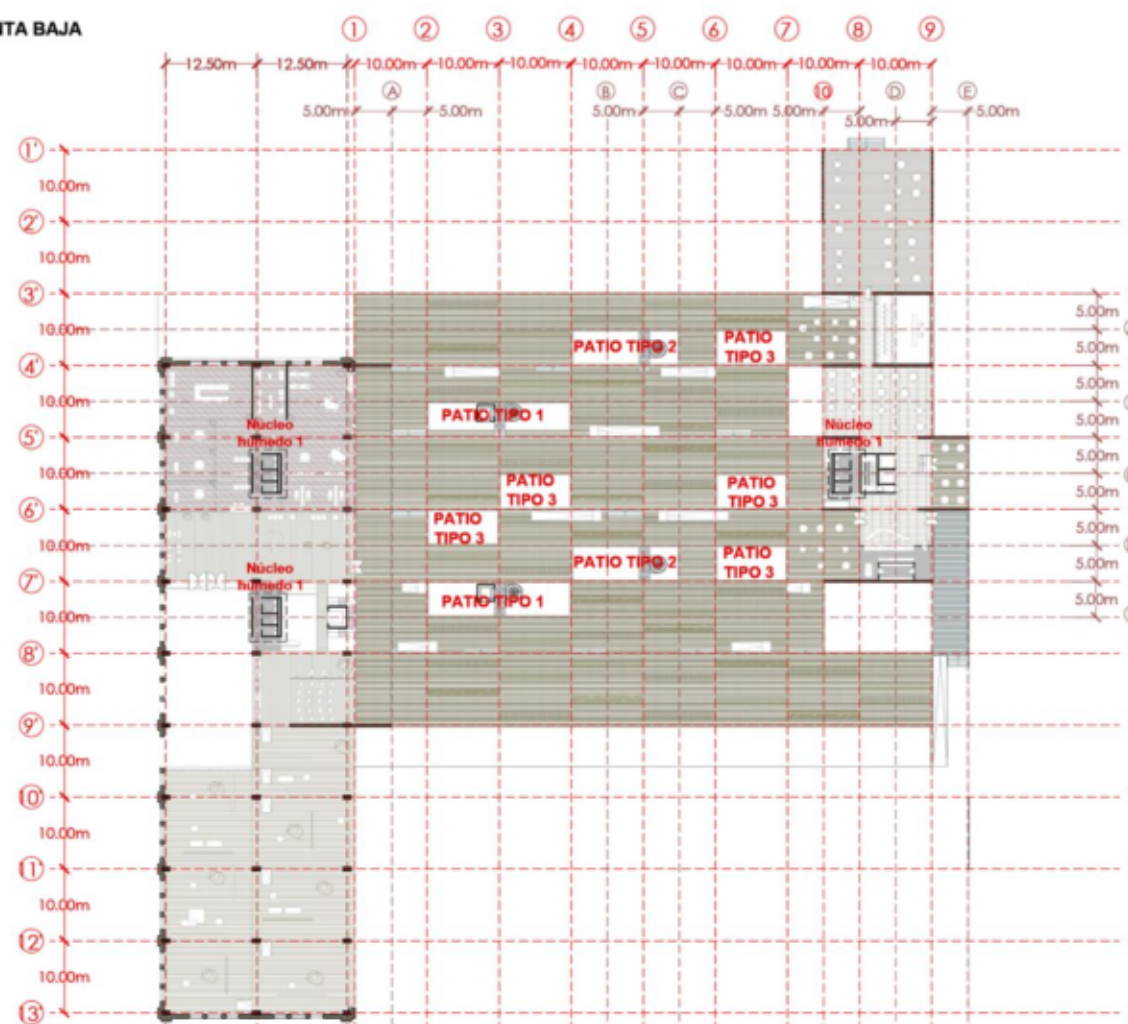 NTA BAJA
1 2 3 4 5 6 7 8 9
12.50m 12.50m 10.00m 10.00m 10.00m 10.00m 10.00m 10.00m 10.00m 10.00m
A B C 10 D E
5.00m 5.00m 5.00m 5.00m 5.00m 5.00m 5.00m
1'
10.00m
2'
10.00m
3'
5.00m
10.00m
PATIO TIPO 2
PATIO
TIPO 3
5.00m
4'
5.00m
10.00m
PATIO TIPO 1
5.00m
Núcleo
húmedo 1
Núcleo
húmedo 1
5'
5.00m
10.00m
PATIO
TIPO 3
PATIO
TIPO 3
5.00m
6'
PATIO
TIPO 3
5.00m
10.00m
PATIO TIPO 2
PATIO
TIPO 3
5.00m
Núcleo
húmedo 1
7'
5.00m
10.00m
PATIO TIPO 1
8'
10.00m
9'
10.00m
10'
10.00m
11'
10.00m
12'
10.00m
13'